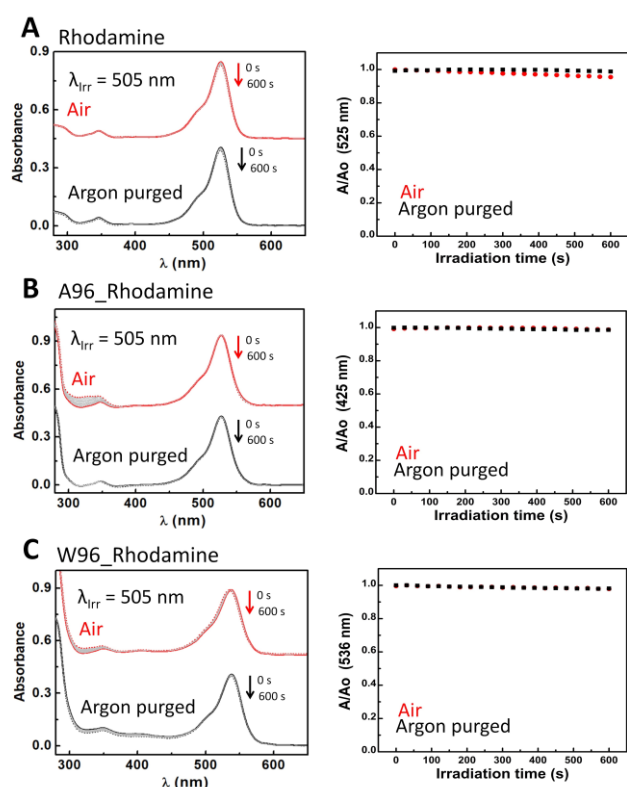 A
Rhodamine
0.9
0.6
0.3
0.0
Absorbance
λIrr = 505 nm
Air
0 s
600 s
Argon purged
0 s
600 s
300 400 500 600
λ (nm)
1.0
0.8
0.6
0.4
0.2
0.0
A/Ao (525 nm)
Air
Argon purged
0 100 200 300 400 500 600
Irradiation time (s)
B
A96_Rhodamine
0.9
0.6
0.3
0.0
Absorbance
λIrr = 505 nm
Air
0 s
600 s
Argon purged
0 s
600 s
300 400 500 600
λ (nm)
1.0
0.8
0.6
0.4
0.2
0.0
A/Ao (425 nm)
Air
Argon purged
0 100 200 300 400 500 600
Irradiation time (s)
C
W96_Rhodamine
0.9
0.6
0.3
0.0
Absorbance
λIrr = 505 nm
Air
0 s
600 s
Argon purged
0 s
600 s
300 400 500 600
λ (nm)
1.0
0.8
0.6
0.4
0.2
0.0
A/Ao (536 nm)
Air
Argon purged
0 100 200 300 400 500 600
Irradiation time (s)